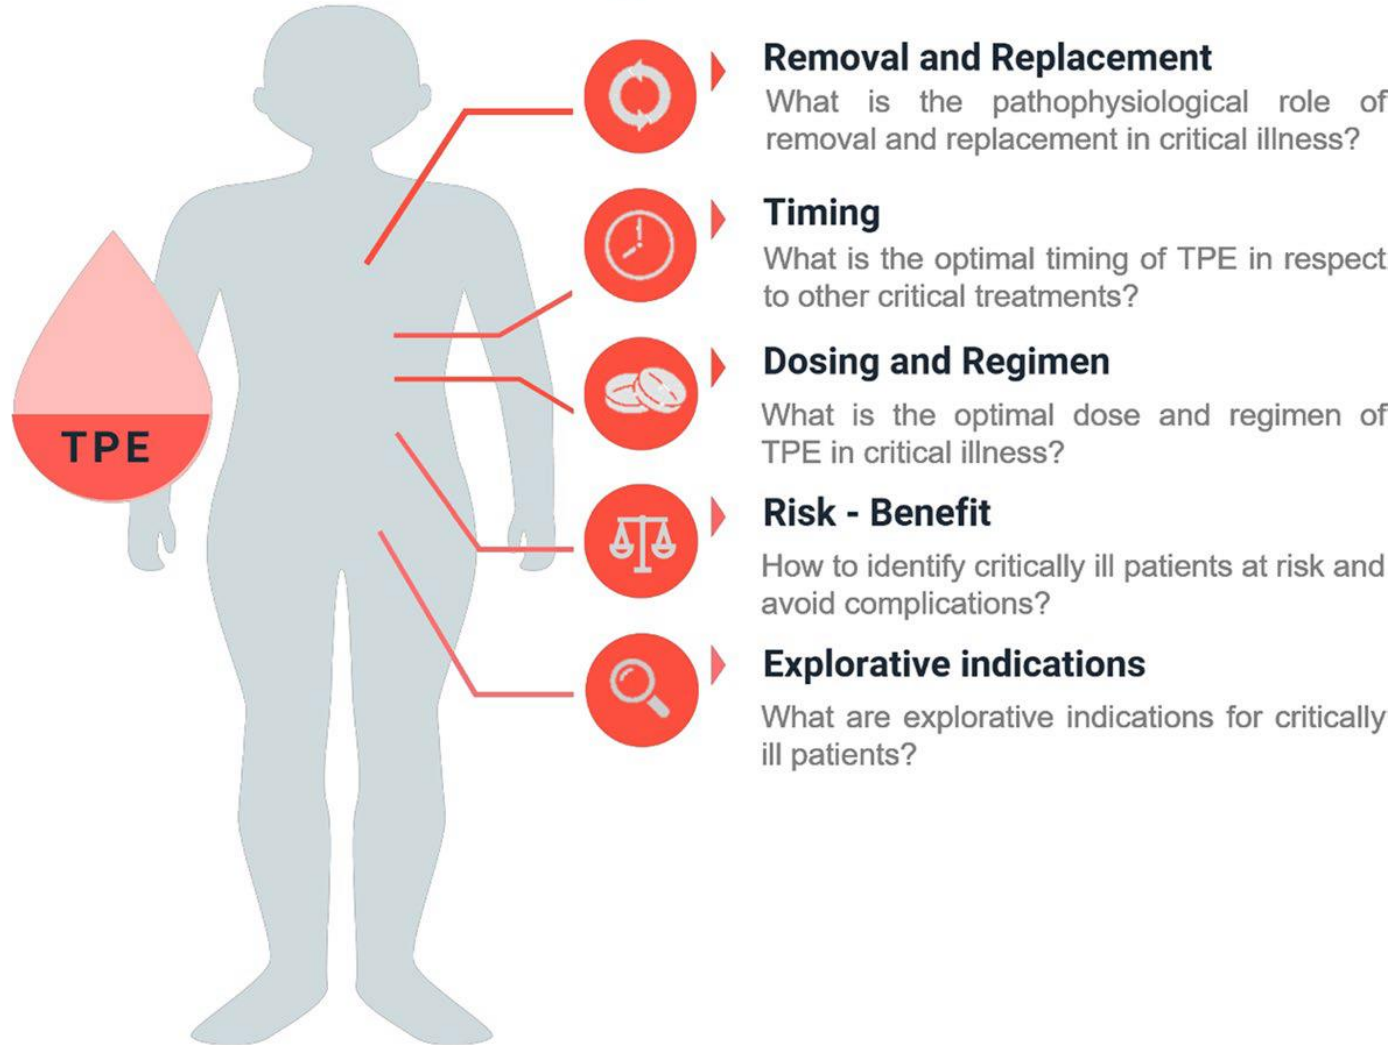 Removal and Replacement
What is the pathophysiological role of
removal and replacement in critical illness?
Timing
What is the optimal timing of TPE in respect
to other critical treatments?
Dosing and Regimen
What is the optimal dose and regimen of
TPE in critical illness?
TPE
Risk - Benefit
How to identify critically ill patients at risk and
avoid complications?
Explorative indications
What are explorative indications for critically
ill patients?